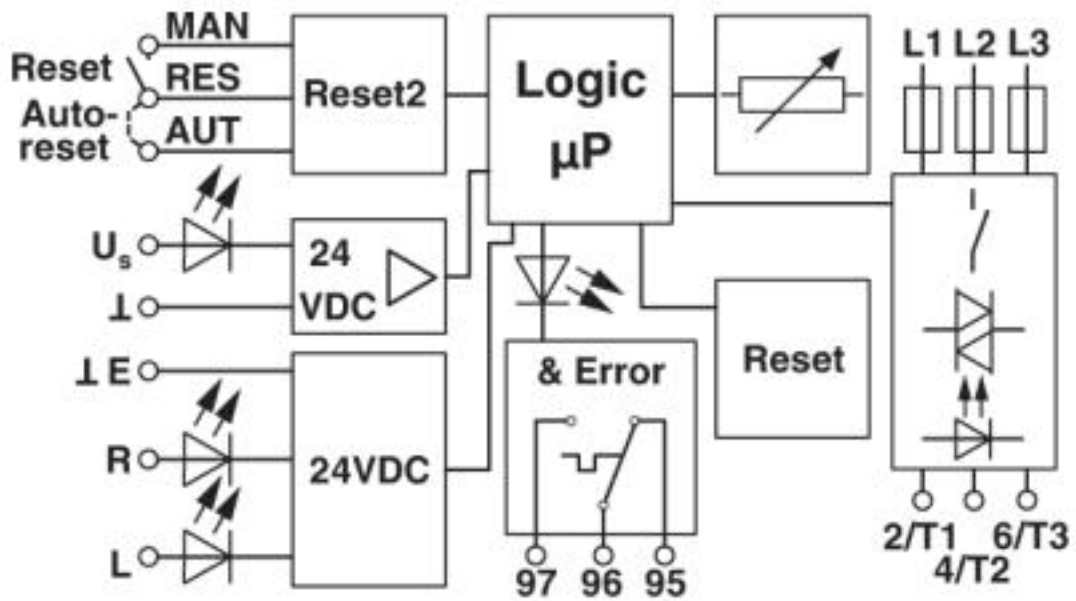 MAN
Reset
RES
Auto-
reset
AUT
Reset2
Logic
µP
L1 L2 L3
Us
⊥
24
VDC
⊥ E
R
L
24VDC
& Error
97 96 95
Reset
2/T1 6/T3
4/T2